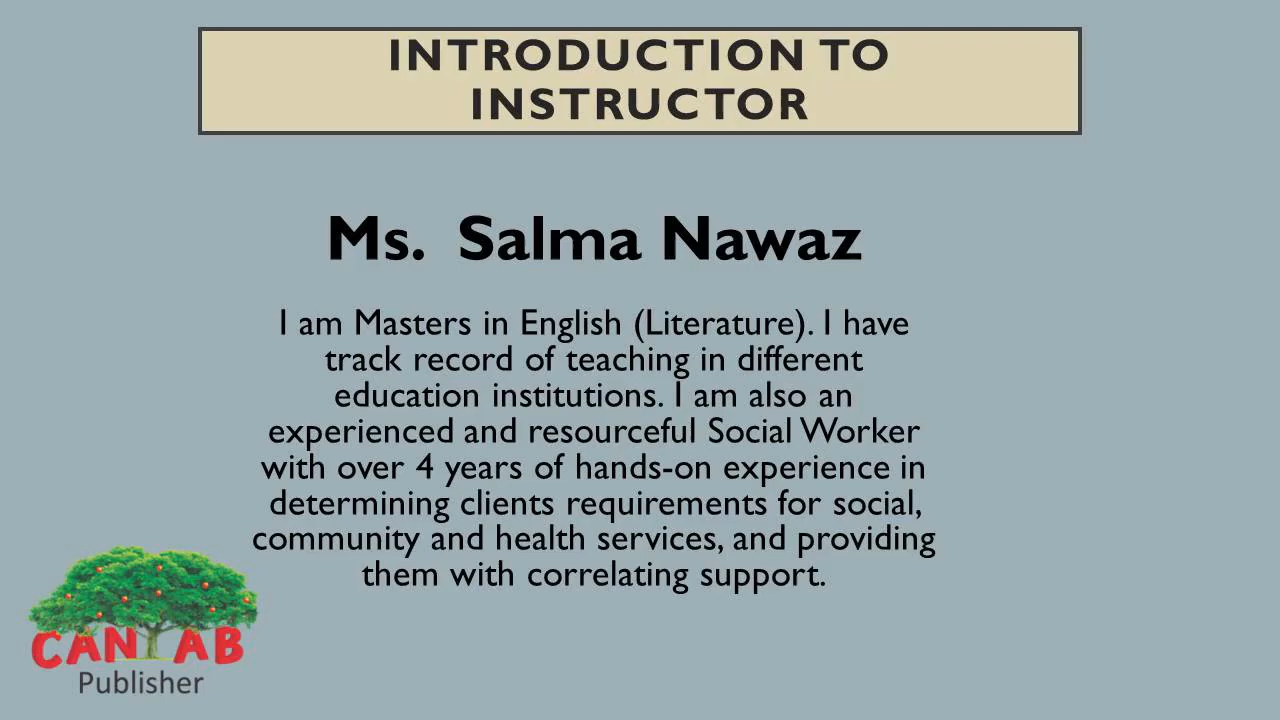 INTRODUCTION TO
INSTRUCTOR
Ms. Salma Nawaz
I am Masters in English (Literature). I have
track record of teaching in different
education institutions. I am also an
experienced and resourceful Social Worker
with over 4 years of hands-on experience in
determining clients requirements for social,
community and health services, and providing
them with correlating support.
CANTAB
Publisher